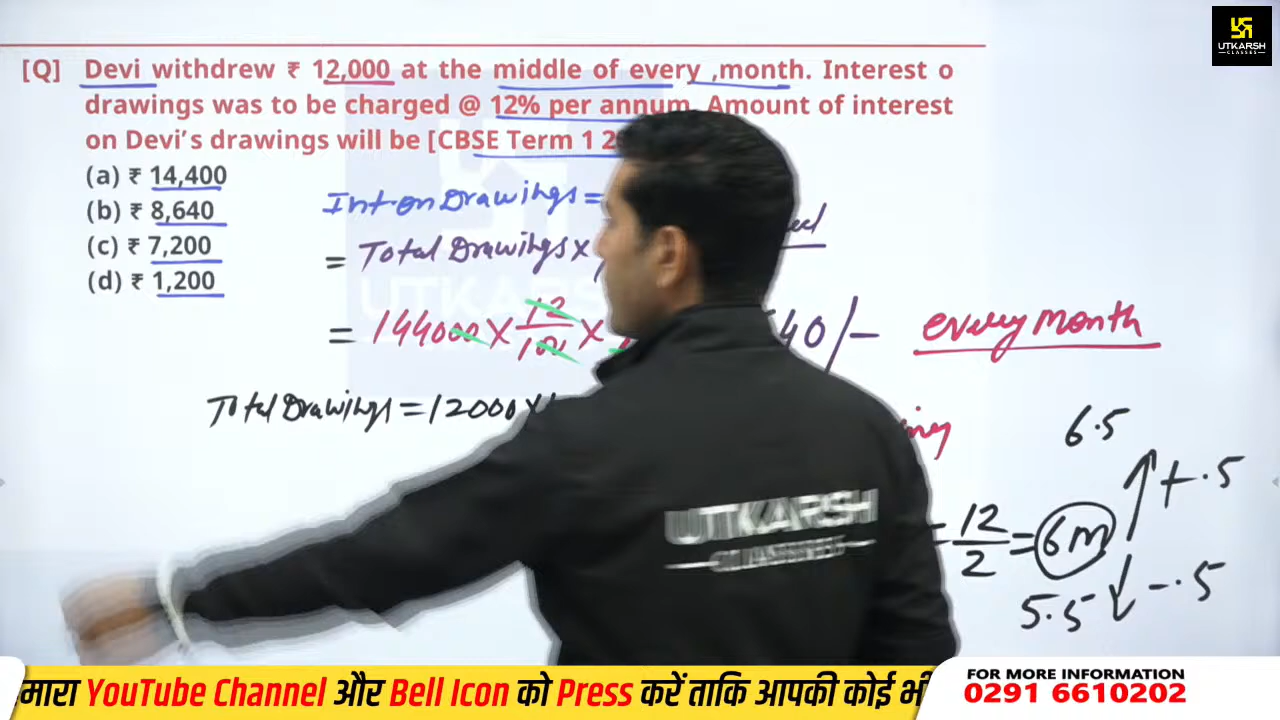 UTKARSH
CLASSES
[Q] Devi withdrew ₹ 12,000 at the middle of every ,month. Interest o
drawings was to be charged @ 12% per annum. Amount of interest
on Devi's drawings will be [CBSE Term 1 2
(a) ₹ 14,400
(b) ₹ 8,640
(c) ₹ 7,200
(d) ₹ 1,200
Int on Drawings =
= Total Drawings ×
= 144000 × 12/100 × 40/-
every month
Total Drawings = 12000 ×
6.5
+.5
12/2 = 6m
5.5 -.5
UTKARSH
CLASSES
UTKARSH
मारा YouTube Channel और Bell Icon को Press करें ताकि आपकी कोई भी
FOR MORE INFORMATION
0291 6610202